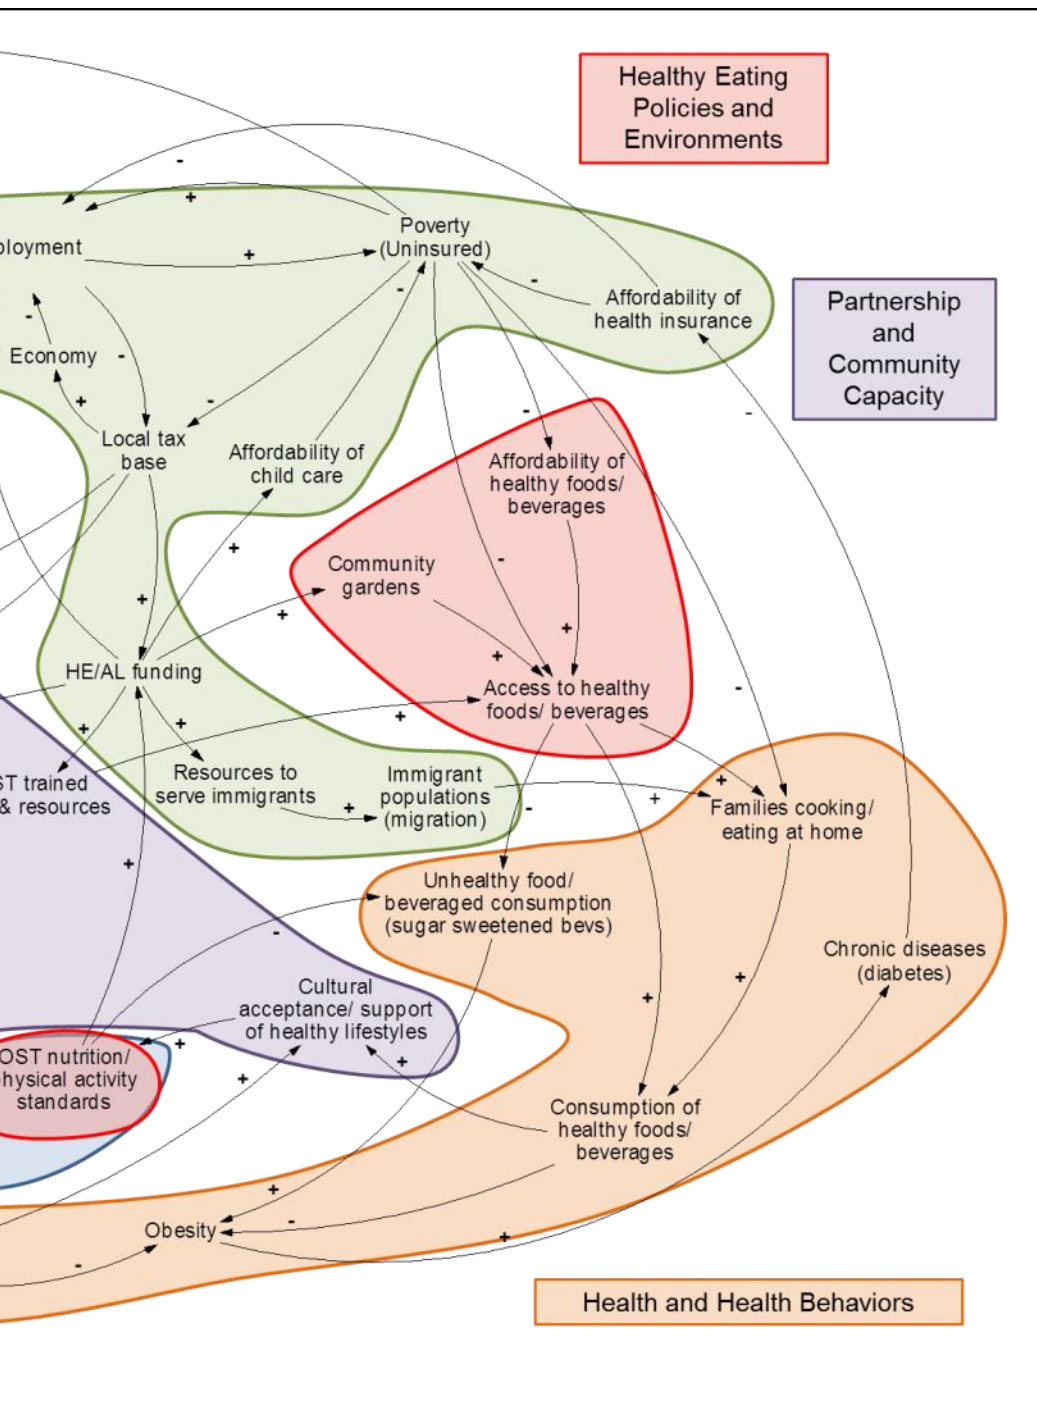 Healthy Eating
Policies and
Environments
-
+
Poverty
(Uninsured)
ployment
+
-
-
Affordability of
health insurance
Partnership
and
Community
Capacity
-
Economy
-
+
-
-
-
Local tax
base
Affordability of
child care
Affordability of
healthy foods/
beverages
+
-
Community
gardens
+
+
+
+
HE/AL funding
-
Access to healthy
foods/ beverages
+
+
+
ST trained
& resources
Resources to
serve immigrants
+
Immigrant
populations
(migration)
-
+
+
Families cooking/
eating at home
+
Unhealthy food/
beveraged consumption
(sugar sweetened bevs)
-
Chronic diseases
(diabetes)
+
+
Cultural
acceptance/ support
of healthy lifestyles
+
+
+
OST nutrition/
physical activity
standards
Consumption of
healthy foods/
beverages
+
-
Obesity
+
-
Health and Health Behaviors